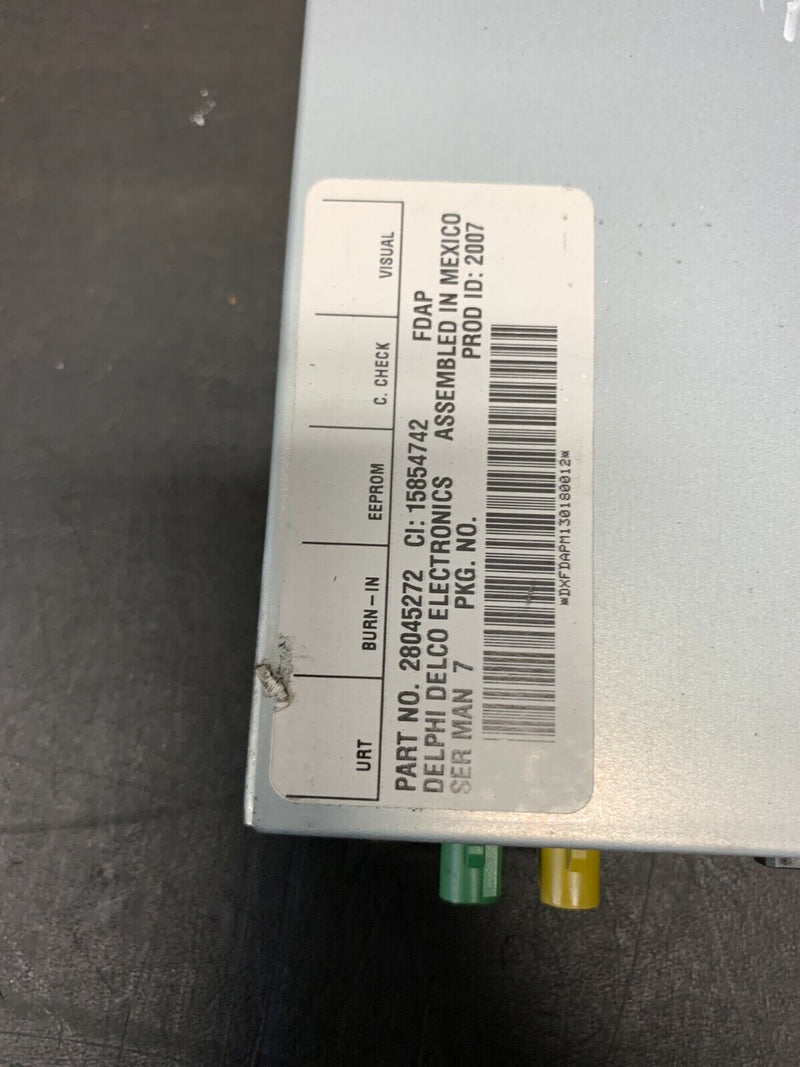 URT BURN-IN EEPROM C. CHECK VISUAL
PART NO. 28045272 CI: 15854742 FDAP
DELPHI DELCO ELECTRONICS ASSEMBLED IN MEXICO
SER MAN 7 PKG. NO. PROD ID: 2007
*DXFDAPM130180012*